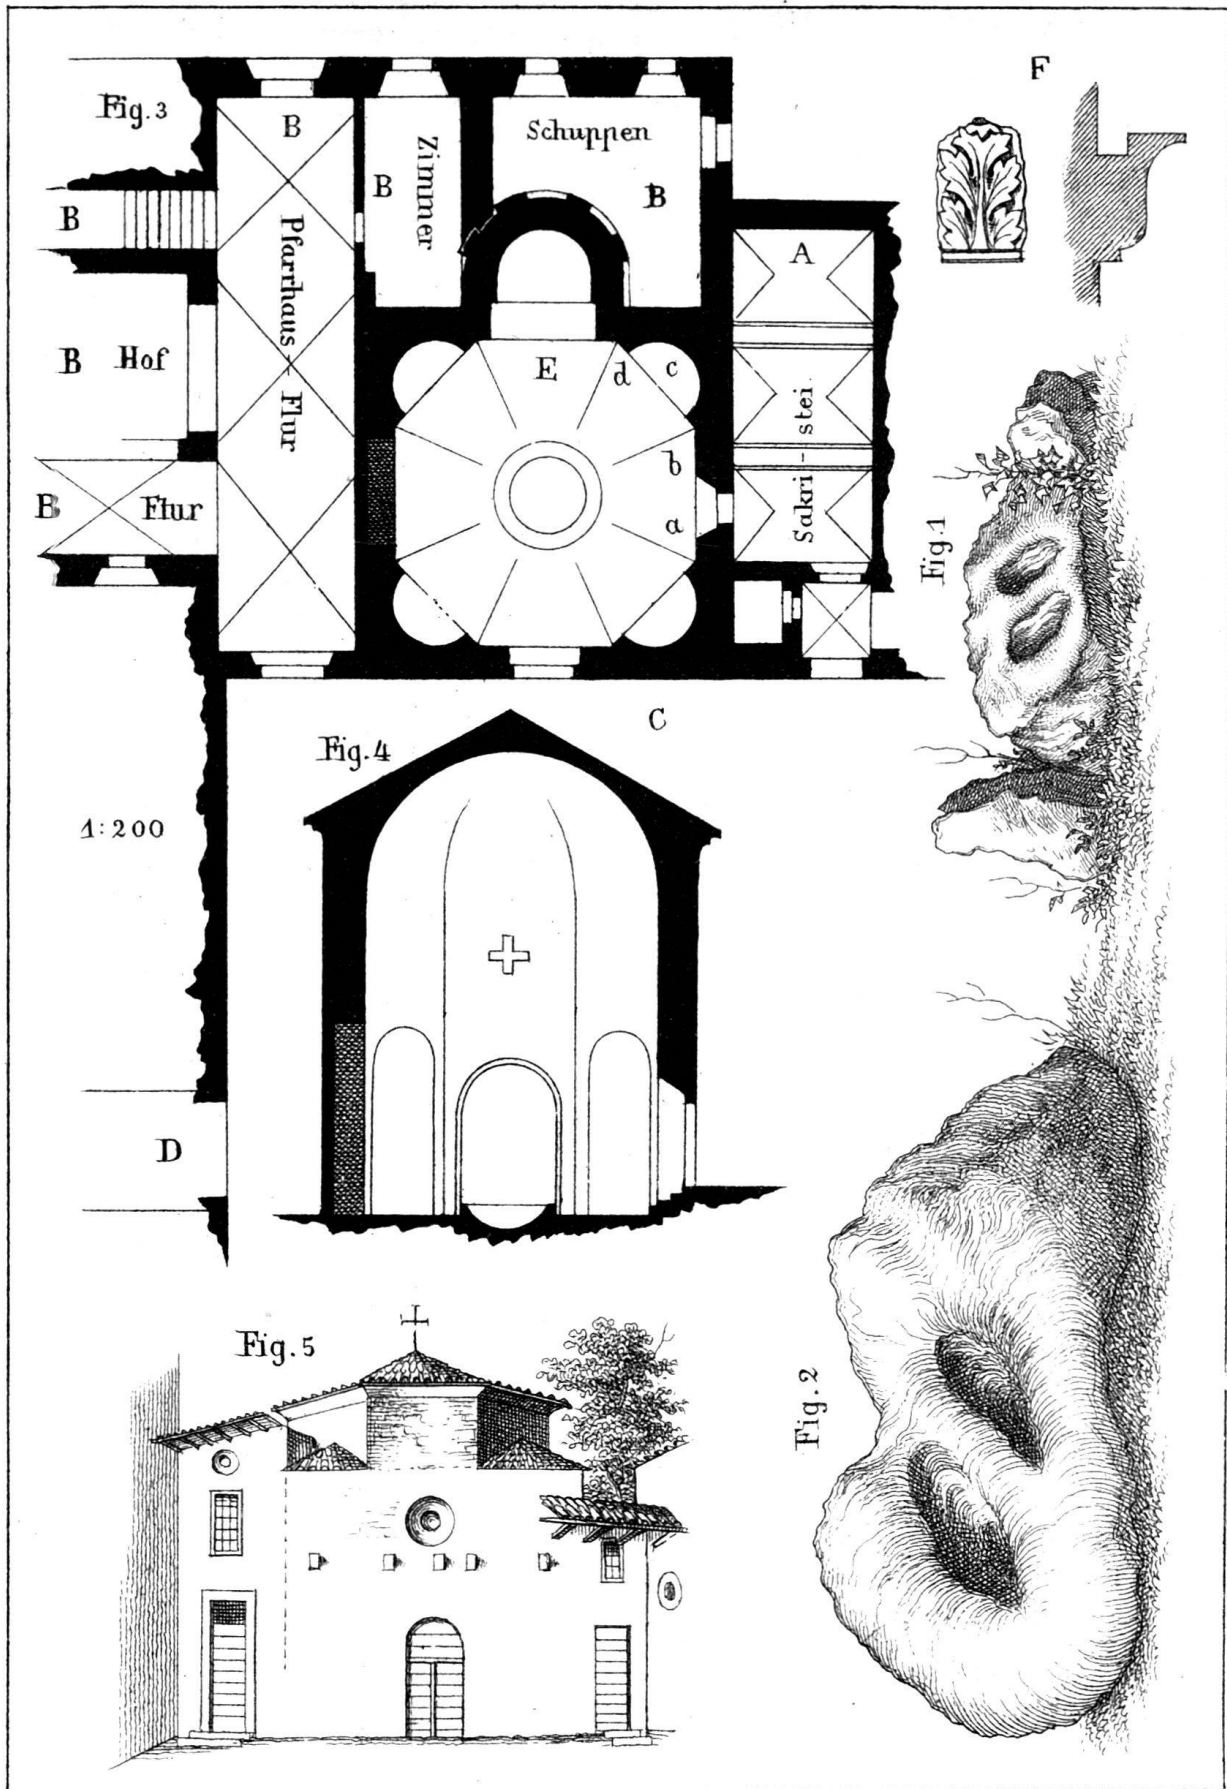 F
Fig. 3
B
Zimmer
B
Schuppen
B
B
Pfarrhaus-Flur
A
B Hof
E
d
c
b
a
Sakri-stei.
B
Flur
Fig. 1
C
Fig. 4
1:200
D
Fig. 5
Fig. 2